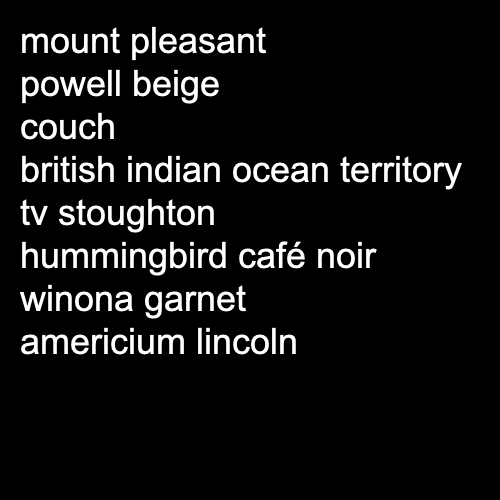 mount pleasant
powell beige
couch
british indian ocean territory
tv stoughton
hummingbird café noir
winona garnet
americium lincoln